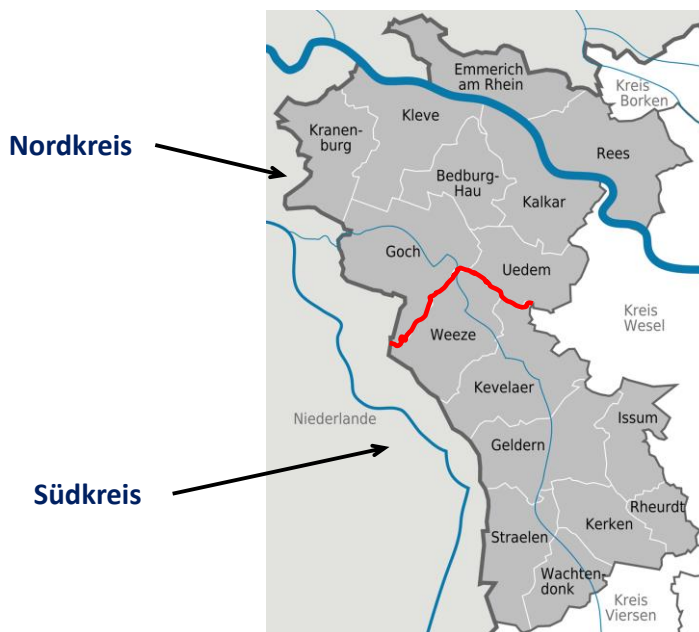 Emmerich
am Rhein
Kreis
Borken
Kleve
Kranen-
burg
Nordkreis
Rees
Bedburg-
Hau
Kalkar
Goch
Uedem
Kreis
Wesel
Weeze
Kevelaer
Niederlande
Issum
Geldern
Südkreis
Rheurdt
Kerken
Straelen
Wachten-
donk
Kreis
Viersen